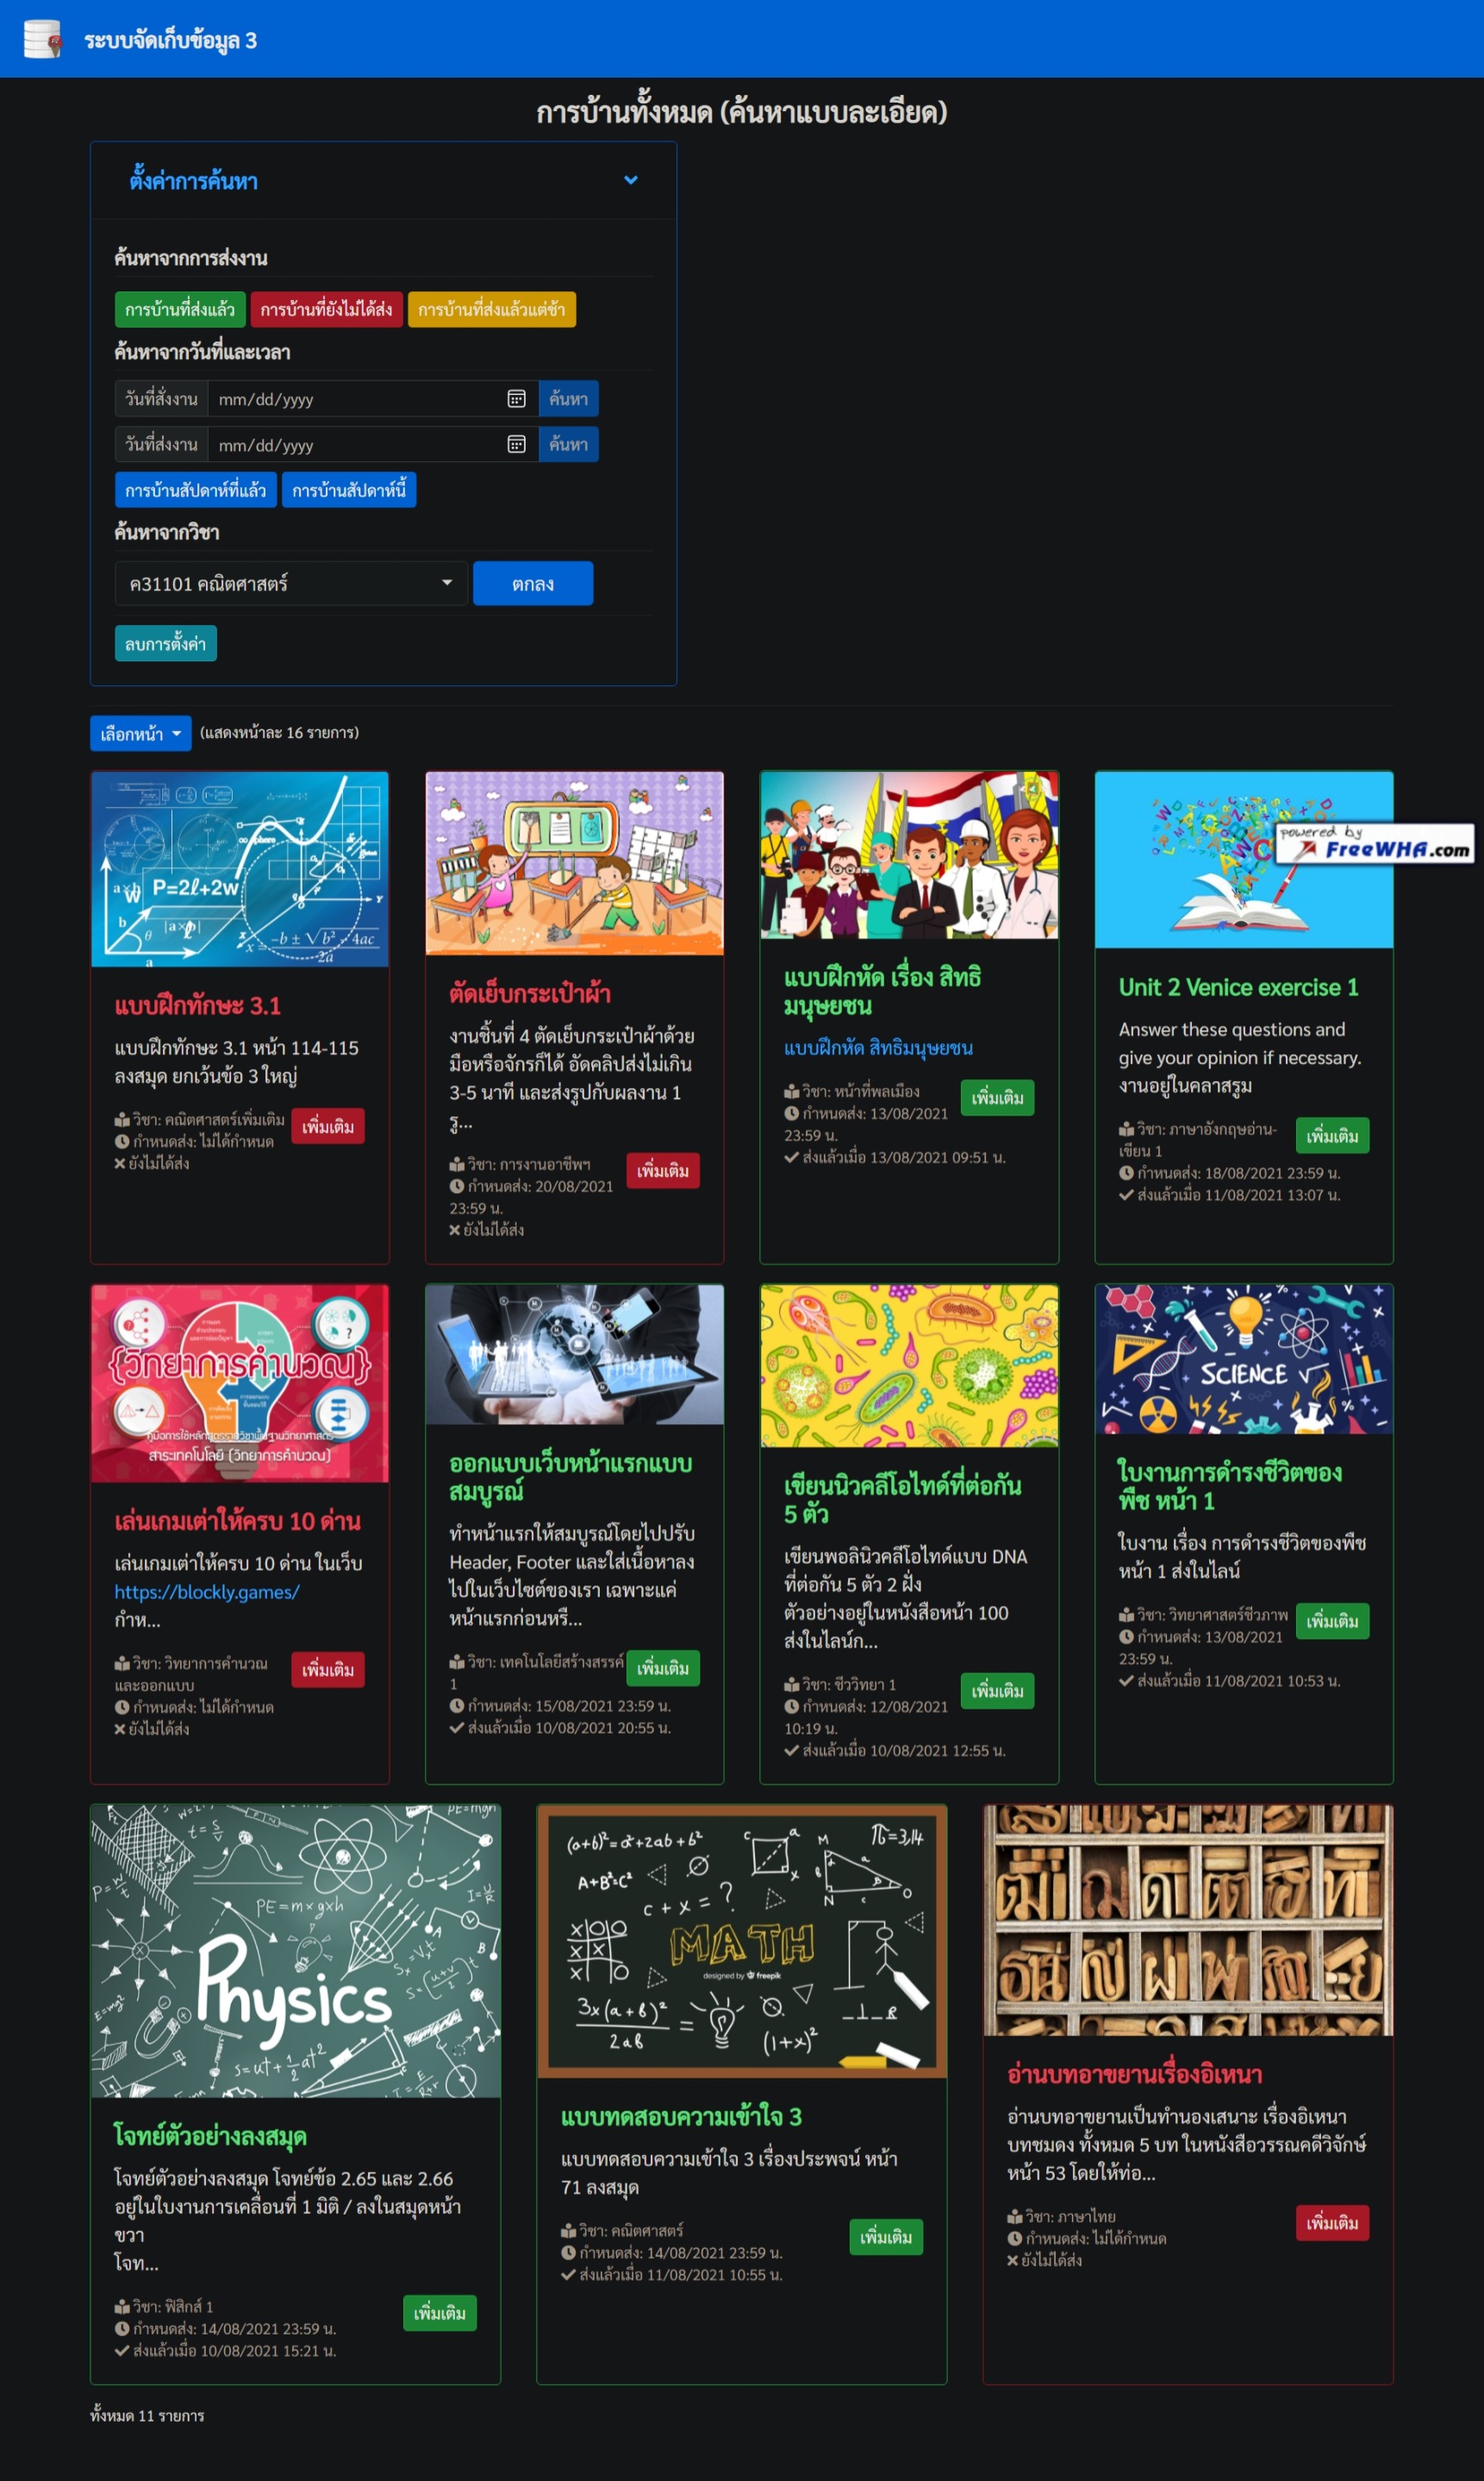 ระบบจัดเก็บข้อมูล 3
การบ้านทั้งหมด (ค้นหาแบบละเอียด)
ตั้งค่าการค้นหา
ค้นหาจากการส่งงาน
การบ้านที่ส่งแล้ว การบ้านที่ยังไม่ได้ส่ง การบ้านที่ส่งแล้วแต่ช้า
ค้นหาจากวันที่และเวลา
วันที่สั่งงาน mm/dd/yyyy ค้นหา
วันที่ส่งงาน mm/dd/yyyy ค้นหา
การบ้านสัปดาห์ที่แล้ว การบ้านสัปดาห์นี้
ค้นหาจากวิชา
ค31101 คณิตศาสตร์ ตกลง
ลบการตั้งค่า
เลือกหน้า (แสดงหน้าละ 16 รายการ)
P=2ℓ+2w
แบบฝึกทักษะ 3.1
แบบฝึกทักษะ 3.1 หน้า 114-115
ลงสมุด ยกเว้นข้อ 3 ใหญ่
วิชา: คณิตศาสตร์เพิ่มเติม
กำหนดส่ง: ไม่ได้กำหนด
ยังไม่ได้ส่ง
เพิ่มเติม
ตัดเย็บกระเป๋าผ้า
งานชิ้นที่ 4 ตัดเย็บกระเป๋าผ้าด้วย
มือหรือจักรก็ได้ อัดคลิปส่งไม่เกิน
3-5 นาที และส่งรูปกับผลงาน 1
รู...
วิชา: การงานอาชีพฯ
กำหนดส่ง: 20/08/2021
23:59 น.
ยังไม่ได้ส่ง
เพิ่มเติม
แบบฝึกหัด เรื่อง สิทธิ
มนุษยชน
แบบฝึกหัด สิทธิมนุษยชน
วิชา: หน้าที่พลเมือง
กำหนดส่ง: 13/08/2021
23:59 น.
ส่งแล้วเมื่อ 13/08/2021 09:51 น.
เพิ่มเติม
powered by
FreeWHA.com
Unit 2 Venice exercise 1
Answer these questions and
give your opinion if necessary.
งานอยู่ในคลาสรูม
วิชา: ภาษาอังกฤษอ่าน-
เขียน 1
กำหนดส่ง: 18/08/2021 23:59 น.
ส่งแล้วเมื่อ 11/08/2021 13:07 น.
เพิ่มเติม
{วิทยาการคำนวณ}
สาระเทคโนโลยี (วิทยาการคำนวณ)
เล่นเกมเต่าให้ครบ 10 ด่าน
เล่นเกมเต่าให้ครบ 10 ด่าน ในเว็บ
https://blockly.games/
กำห...
วิชา: วิทยาการคำนวณ
และออกแบบ
กำหนดส่ง: ไม่ได้กำหนด
ยังไม่ได้ส่ง
เพิ่มเติม
ออกแบบเว็บหน้าแรกแบบ
สมบูรณ์
ทำหน้าแรกให้สมบูรณ์โดยไปปรับ
Header, Footer และใส่เนื้อหาลง
ไปในเว็บไซต์ของเรา เฉพาะแค่
หน้าแรกก่อนหรื...
วิชา: เทคโนโลยีสร้างสรรค์
1
กำหนดส่ง: 15/08/2021 23:59 น.
ส่งแล้วเมื่อ 10/08/2021 20:55 น.
เพิ่มเติม
เขียนนิวคลีโอไทด์ที่ต่อกัน
5 ตัว
เขียนพอลินิวคลีโอไทด์แบบ DNA
ที่ต่อกัน 5 ตัว 2 ฝั่ง
ตัวอย่างอยู่ในหนังสือหน้า 100
ส่งในไลน์ก...
วิชา: ชีววิทยา 1
กำหนดส่ง: 12/08/2021
10:19 น.
ส่งแล้วเมื่อ 10/08/2021 12:55 น.
เพิ่มเติม
SCIENCE
ใบงานการดำรงชีวิตของ
พืช หน้า 1
ใบงาน เรื่อง การดำรงชีวิตของพืช
หน้า 1 ส่งในไลน์
วิชา: วิทยาศาสตร์ชีวภาพ
กำหนดส่ง: 13/08/2021
23:59 น.
ส่งแล้วเมื่อ 11/08/2021 10:53 น.
เพิ่มเติม
PE=m×g×h
Physics
โจทย์ตัวอย่างลงสมุด
โจทย์ตัวอย่างลงสมุด โจทย์ข้อ 2.65 และ 2.66
อยู่ในใบงานการเคลื่อนที่ 1 มิติ / ลงในสมุดหน้า
ขวา
โจท...
วิชา: ฟิสิกส์ 1
กำหนดส่ง: 14/08/2021 23:59 น.
ส่งแล้วเมื่อ 10/08/2021 15:21 น.
เพิ่มเติม
(a+b)²=a²+2ab+b²
π=3,14
A+B²=C²
c+x=?
MATH
designed by freepik
3x(a+b)²
2ab
(1+x)²
แบบทดสอบความเข้าใจ 3
แบบทดสอบความเข้าใจ 3 เรื่องประพจน์ หน้า
71 ลงสมุด
วิชา: คณิตศาสตร์
กำหนดส่ง: 14/08/2021 23:59 น.
ส่งแล้วเมื่อ 11/08/2021 10:55 น.
เพิ่มเติม
อ่านบทอาขยานเรื่องอิเหนา
อ่านบทอาขยานเป็นทำนองเสนาะ เรื่องอิเหนา
บทชมดง ทั้งหมด 5 บท ในหนังสือวรรณคดีวิจักษ์
หน้า 53 โดยให้ท่อ...
วิชา: ภาษาไทย
กำหนดส่ง: ไม่ได้กำหนด
ยังไม่ได้ส่ง
เพิ่มเติม
ทั้งหมด 11 รายการ